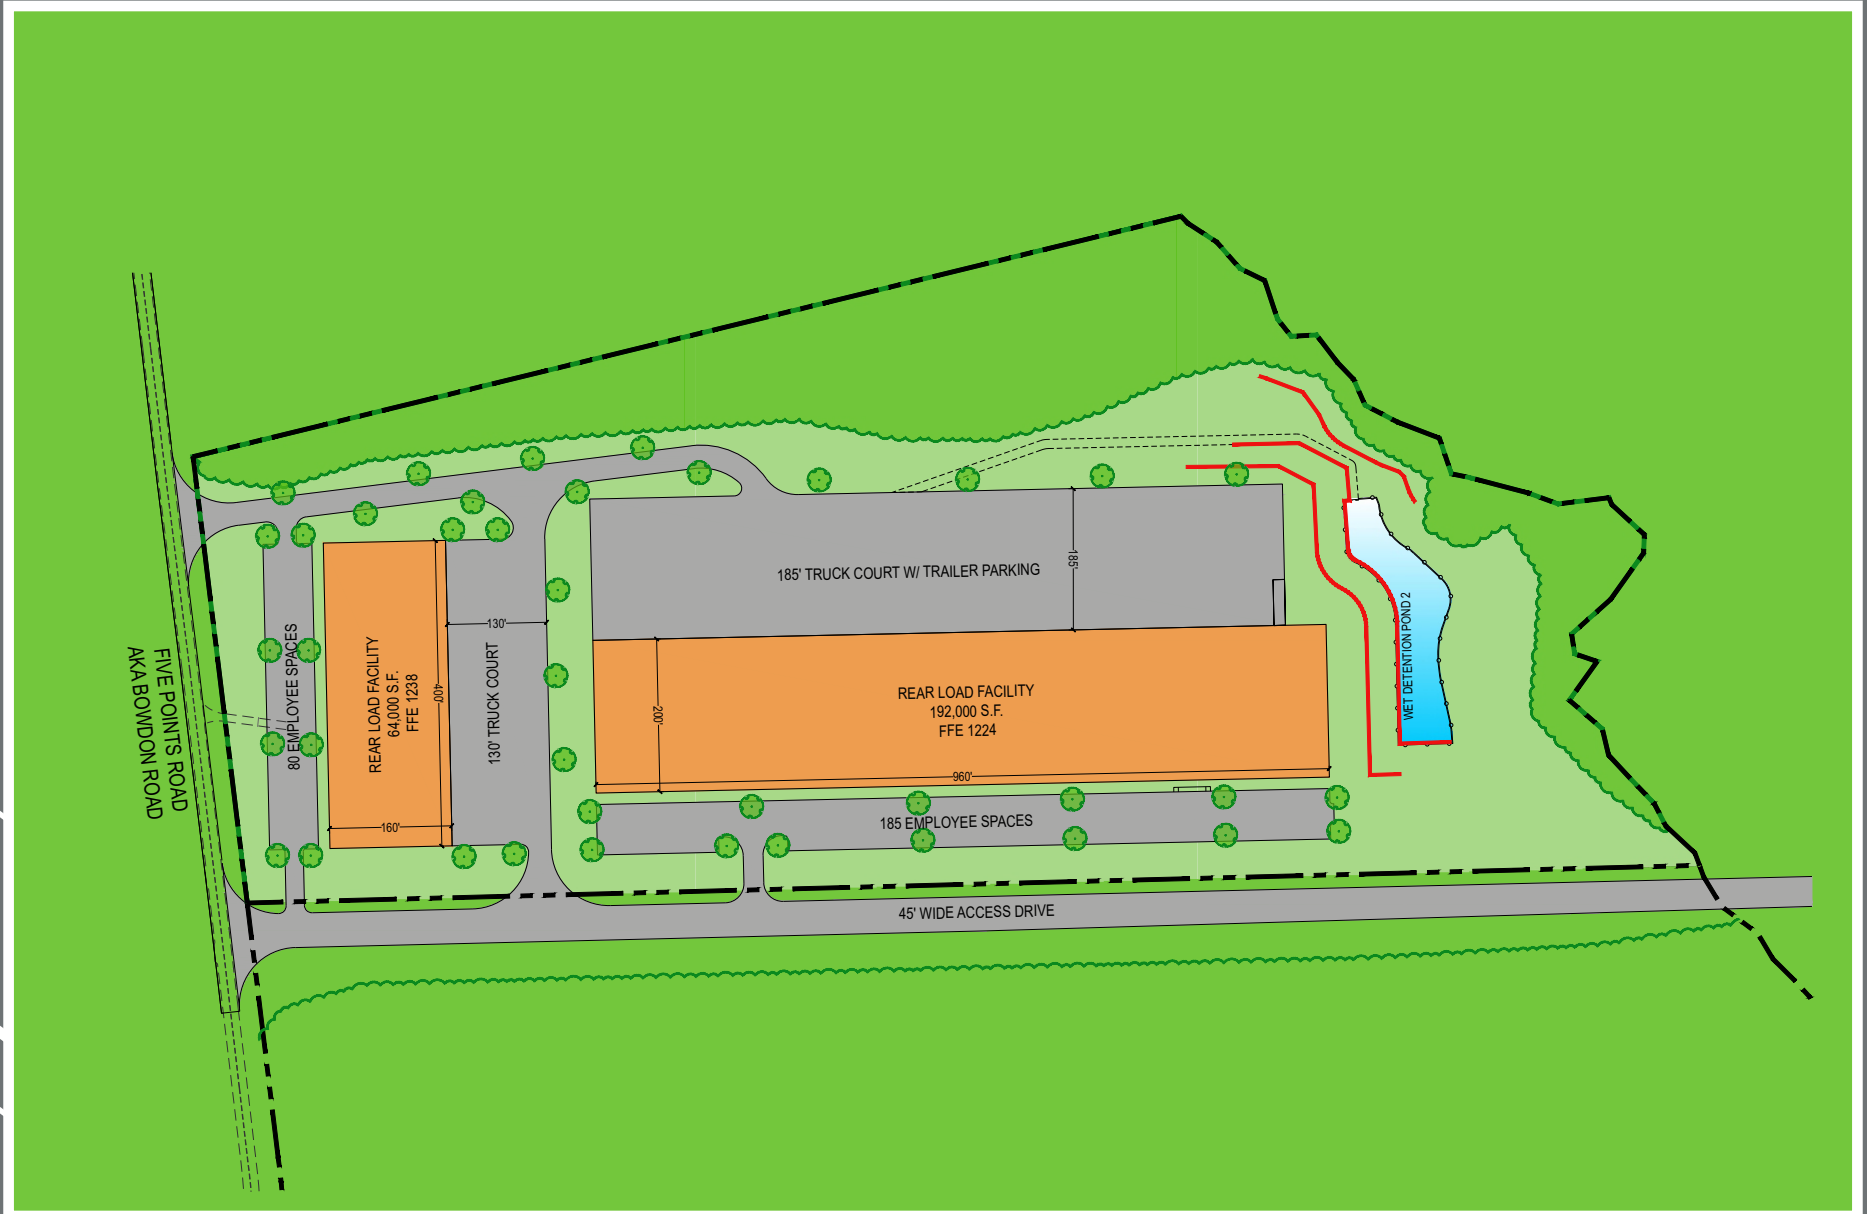 FIVE POINTS ROAD
AKA BOWDON ROAD
80 EMPLOYEE SPACES
REAR LOAD FACILITY
64,000 S.F.
FFE 1238
400'
160'
130'
130' TRUCK COURT
185' TRUCK COURT W/ TRAILER PARKING
185'
REAR LOAD FACILITY
192,000 S.F.
FFE 1224
200'
960'
185 EMPLOYEE SPACES
WET DETENTION POND 2
45' WIDE ACCESS DRIVE